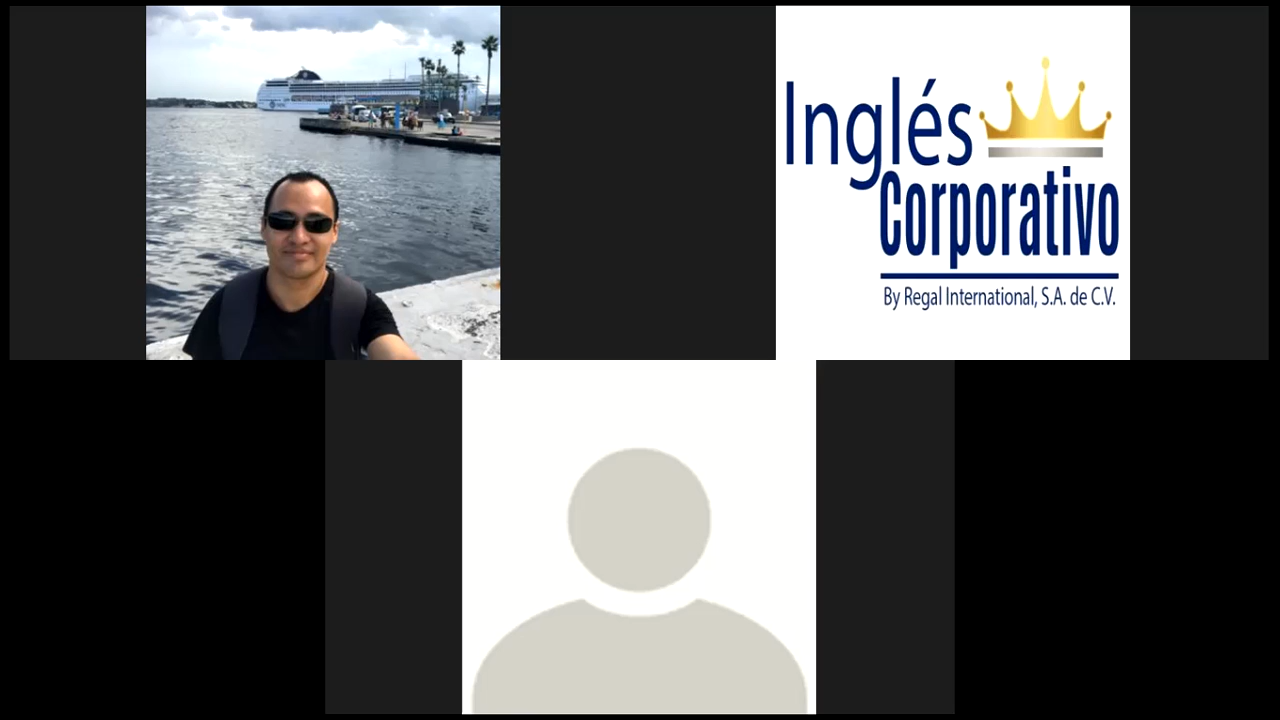 Inglés
Corporativo
By Regal International, S.A. de C.V.